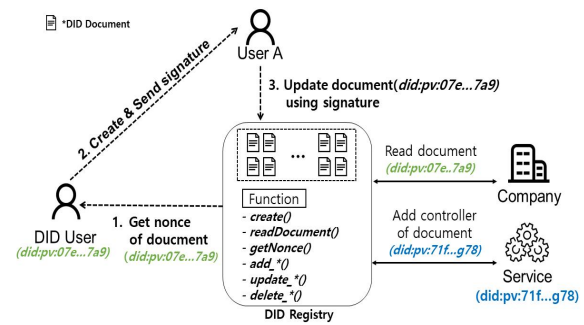 *DID Document
User A
2. Create & Send signature
3. Update document(did:pv:07e...7a9)
using signature
...
Function
- create()
- readDocument()
- getNonce()
- add_*()
- update_*()
- delete_*()
DID Registry
1. Get nonce
of doucment
(did:pv:07e...7a9)
DID User
(did:pv:07e...7a9)
Read document
(did:pv:07e..7a9)
Company
Add controller
of document
(did:pv:71f...g78)
Service
(did:pv:71f...g78)